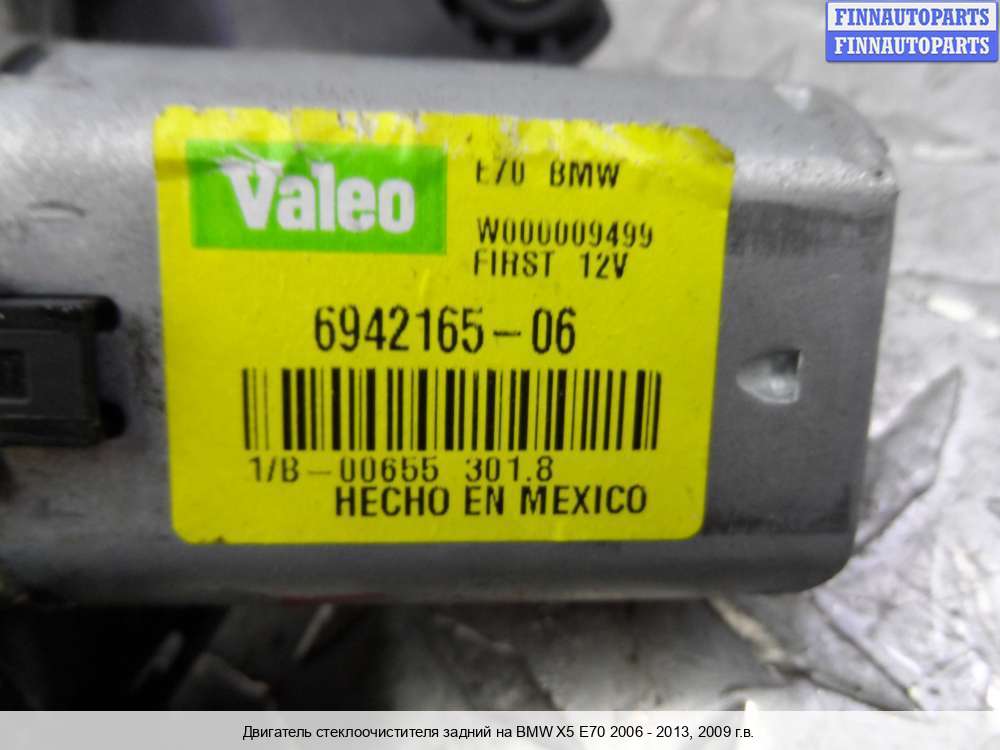 FINNAUTOPARTS
FINNAUTOPARTS
Valeo
E70 BMW
W000009499
FIRST 12V
6942165-06
1/B-00655 301.8
HECHO EN MEXICO
Двигатель стеклоочистителя задний на BMW X5 E70 2006 - 2013, 2009 г.в.